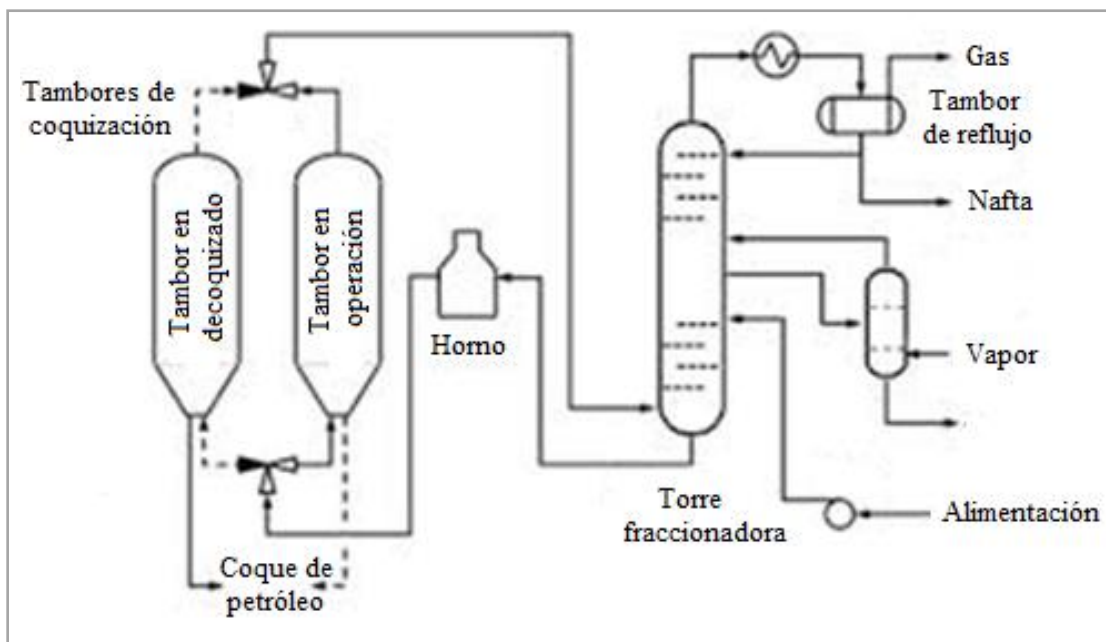 Tambores de
coquización
Tambor en
decoquizado
Tambor en
operación
Horno
Coque de
petróleo
Torre
fraccionadora
Gas
Tambor
de reflujo
Nafta
Vapor
Alimentación